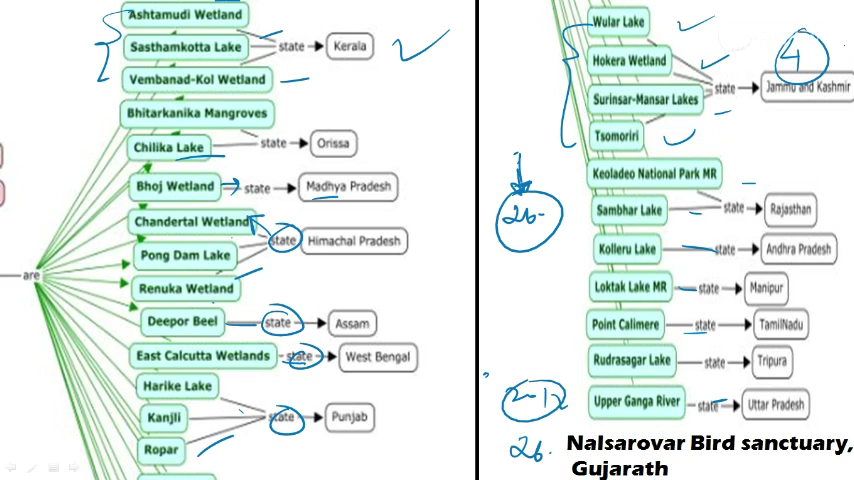 Ashtamudi Wetland
Sasthamkotta Lake
state
Kerala
Vembanad-Kol Wetland
Bhitarkanika Mangroves
Chilika Lake
state
Orissa
Bhoj Wetland
state
Madhya Pradesh
Chandertal Wetland
state
Himachal Pradesh
Pong Dam Lake
Renuka Wetland
are
Deepor Beel
state
Assam
East Calcutta Wetlands
state
West Bengal
Harike Lake
Kanjli
state
Punjab
Ropar
Wular Lake
Hokera Wetland
4
state
Jammu and Kashmir
Surinsar-Mansar Lakes
Tsomoriri
Keoladeo National Park MR
26
Sambhar Lake
state
Rajasthan
Kolleru Lake
state
Andhra Pradesh
Loktak Lake MR
state
Manipur
Point Calimere
state
TamilNadu
Rudrasagar Lake
state
Tripura
Upper Ganga River
state
Uttar Pradesh
26. Nalsarovar Bird sanctuary,
Gujarath